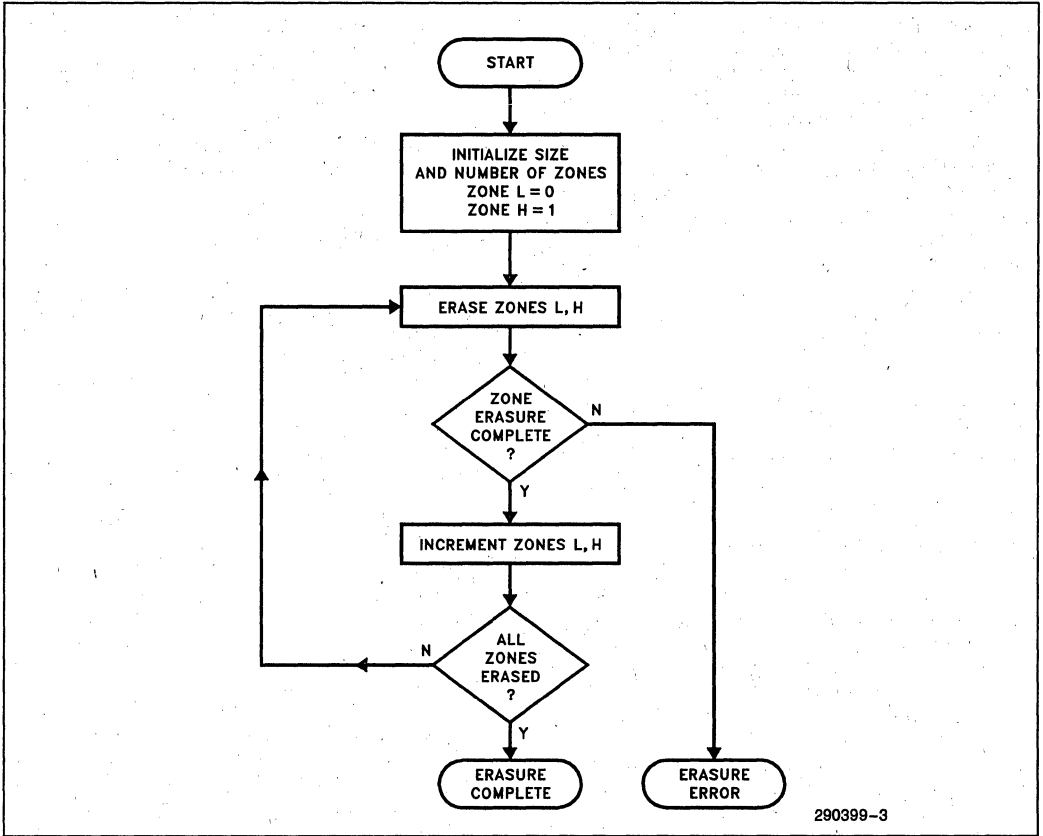 START
INITIALIZE SIZE
AND NUMBER OF ZONES
ZONE L = 0
ZONE H = 1
ERASE ZONES L, H
ZONE
ERASURE
COMPLETE
?
N
Y
INCREMENT ZONES L, H
ALL
ZONES
ERASED
?
N
Y
ERASURE
COMPLETE
ERASURE
ERROR
290399-3